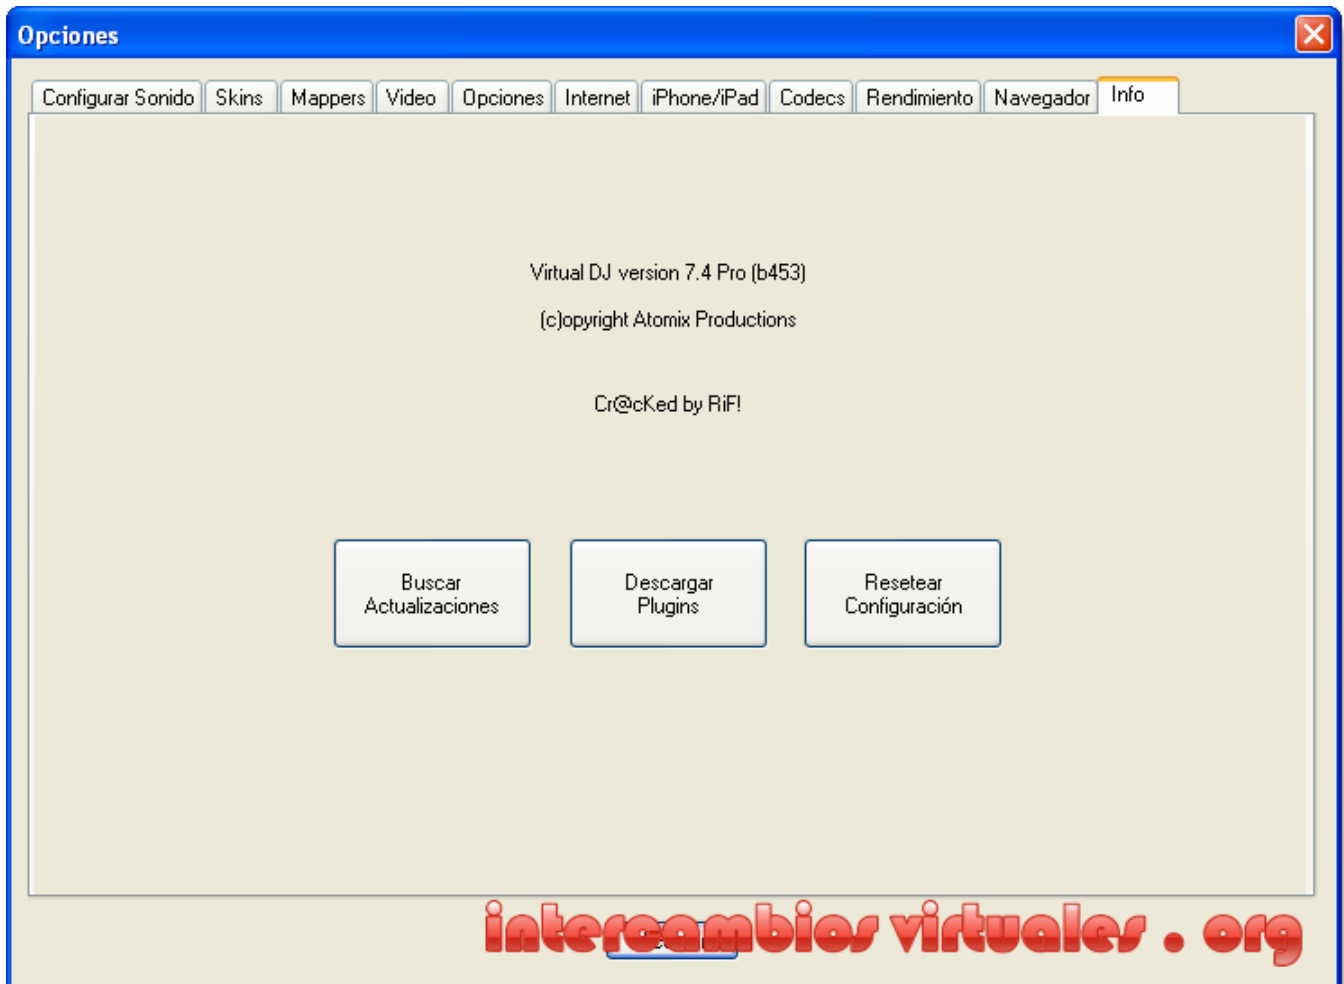 Opciones
Configurar Sonido Skins Mappers Video Opciones Internet iPhone/iPad Codecs Rendimiento Navegador Info
Virtual DJ version 7.4 Pro (b453)
(c)opyright Atomix Productions
Cr@cKed by RiF!
Buscar Actualizaciones
Descargar Plugins
Resetear Configuración
intercambios virtuales . org